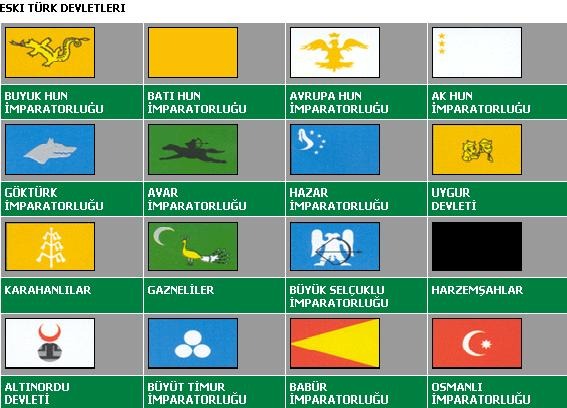 ESKI TÜRK DEVLETLERI
BUYUK HUN
İMPARATORLUĞU
BATI HUN
İMPARATORLUĞU
AVRUPA HUN
İMPARATORLUĞU
AK HUN
İMPARATORLUĞU
GÖKTÜRK
İMPARATORLUĞU
AVAR
İMPARATORLUĞU
HAZAR
İMPARATORLUĞU
UYGUR
DEVLETİ
KARAHANLILAR
GAZNELİLER
BÜYÜK SELÇUKLU
İMPARATORLUĞU
HARZEMŞAHLAR
ALTINORDU
DEVLETİ
BÜYÜT TİMUR
İMPARATORLUĞU
BABÜR
İMPARATORLUĞU
OSMANLI
İMPARATORLUĞU